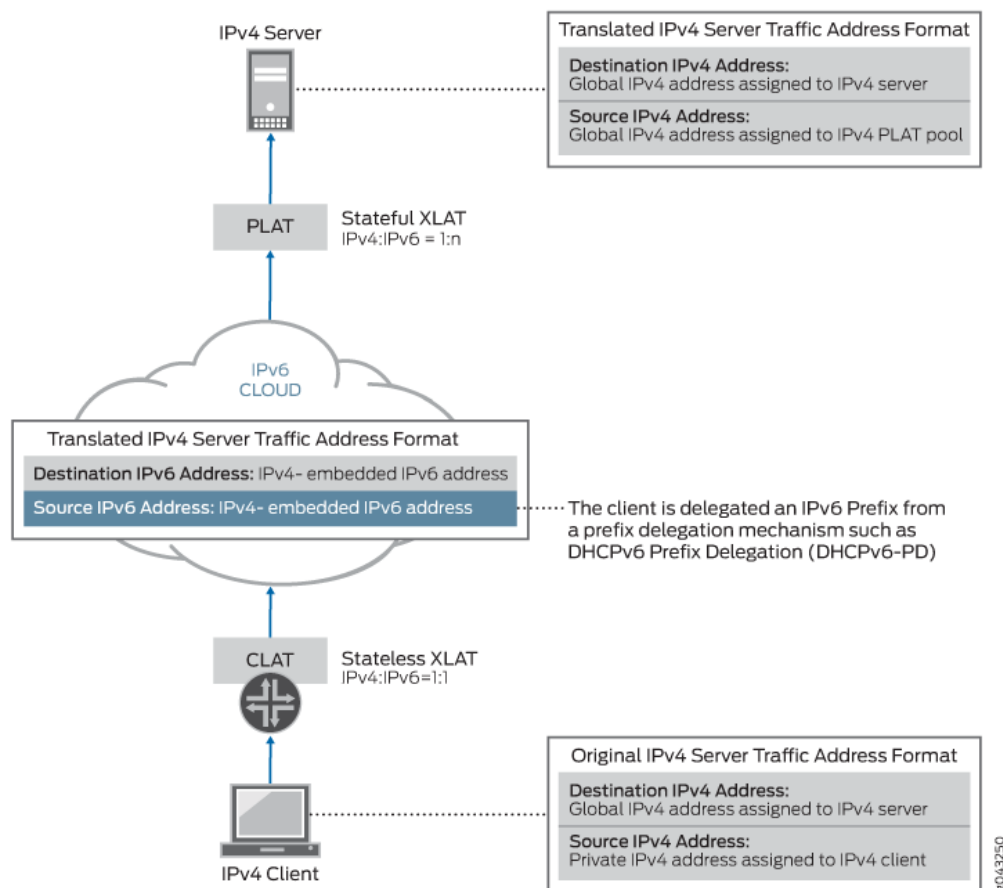 IPv4 Server
Translated IPv4 Server Traffic Address Format
Destination IPv4 Address:
Global IPv4 address assigned to IPv4 server
Source IPv4 Address:
Global IPv4 address assigned to IPv4 PLAT pool
PLAT
Stateful XLAT
IPv4:IPv6 = 1:n
IPv6
CLOUD
Translated IPv4 Server Traffic Address Format
Destination IPv6 Address: IPv4- embedded IPv6 address
Source IPv6 Address: IPv4- embedded IPv6 address
The client is delegated an IPv6 Prefix from
a prefix delegation mechanism such as
DHCPv6 Prefix Delegation (DHCPv6-PD)
CLAT
Stateless XLAT
IPv4:IPv6=1:1
Original IPv4 Server Traffic Address Format
Destination IPv4 Address:
Global IPv4 address assigned to IPv4 server
Source IPv4 Address:
Private IPv4 address assigned to IPv4 client
IPv4 Client